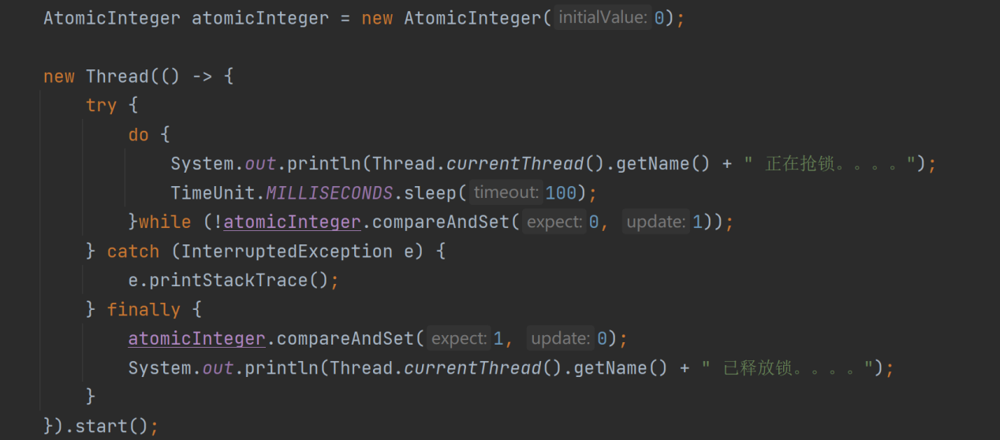 AtomicInteger atomicInteger = new AtomicInteger( initialValue: 0);
new Thread(() -> {
try {
do {
System.out.println(Thread.currentThread().getName() + " 正在抢锁。。。。");
TimeUnit.MILLISECONDS.sleep( timeout: 100);
}while (!atomicInteger.compareAndSet( expect: 0, update: 1));
} catch (InterruptedException e) {
e.printStackTrace();
} finally {
atomicInteger.compareAndSet( expect: 1, update: 0);
System.out.println(Thread.currentThread().getName() + " 已释放锁。。。。");
}
}).start();